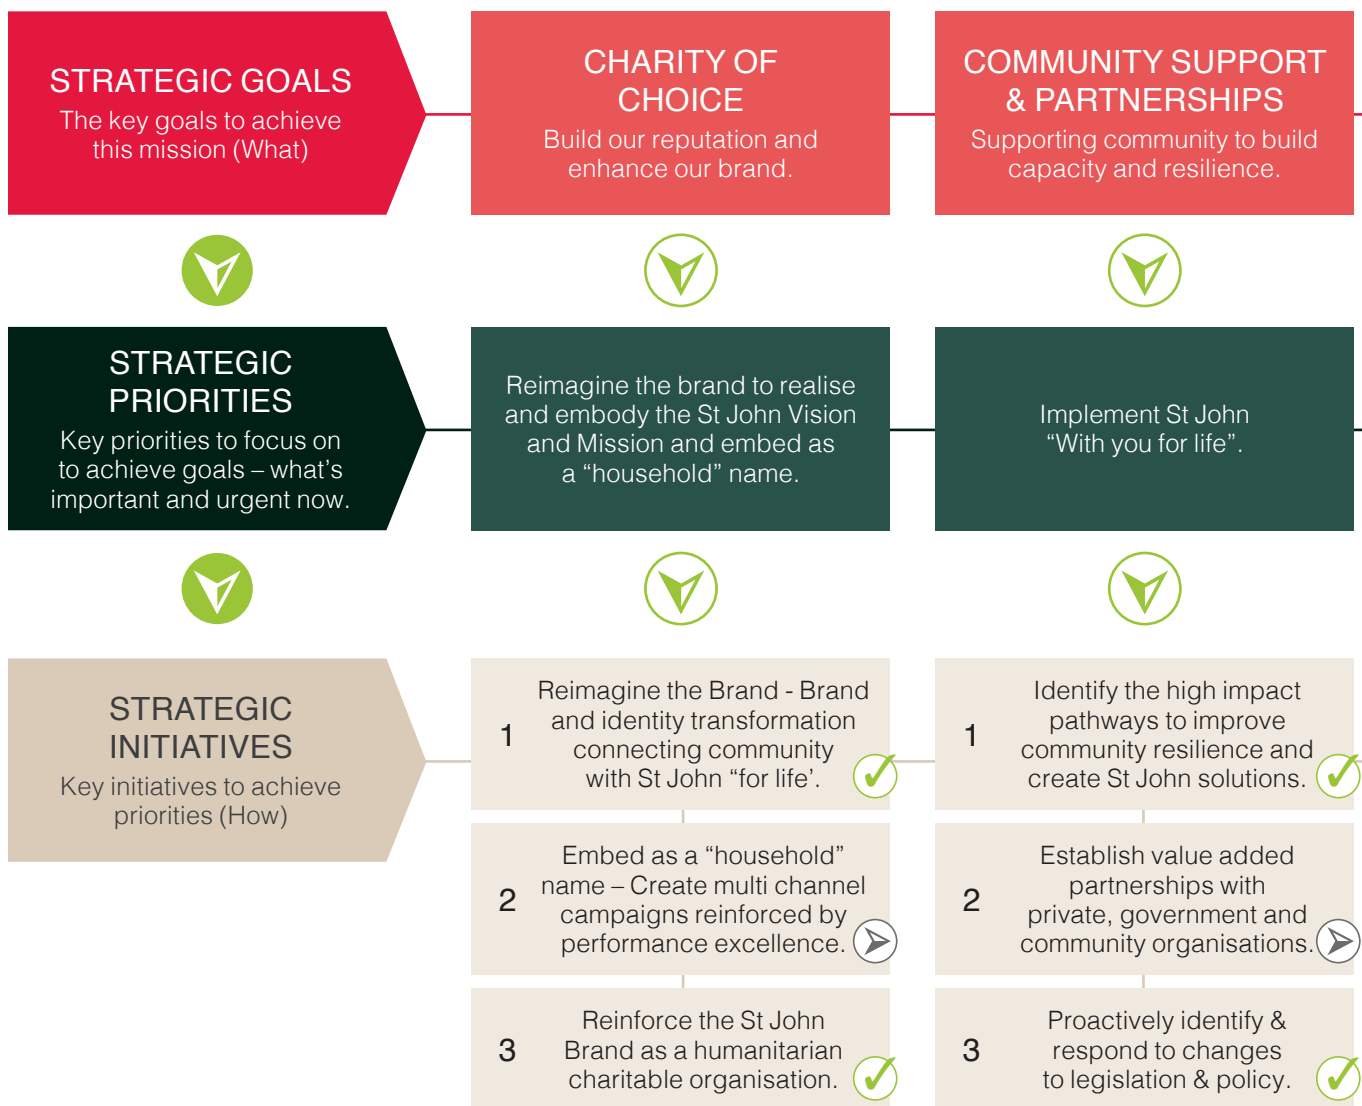 STRATEGIC GOALS
The key goals to achieve
this mission (What)
CHARITY OF
CHOICE
Build our reputation and
enhance our brand.
COMMUNITY SUPPORT
& PARTNERSHIPS
Supporting community to build
capacity and resilience.
STRATEGIC
PRIORITIES
Key priorities to focus on
to achieve goals – what’s
important and urgent now.
Reimagine the brand to realise
and embody the St John Vision
and Mission and embed as
a “household” name.
Implement St John
“With you for life”.
STRATEGIC
INITIATIVES
Key initiatives to achieve
priorities (How)
1
Reimagine the Brand - Brand
and identity transformation
connecting community
with St John “for life’.
2
Embed as a “household”
name – Create multi channel
campaigns reinforced by
performance excellence.
3
Reinforce the St John
Brand as a humanitarian
charitable organisation.
1
Identify the high impact
pathways to improve
community resilience and
create St John solutions.
2
Establish value added
partnerships with
private, government and
community organisations.
3
Proactively identify &
respond to changes
to legislation & policy.